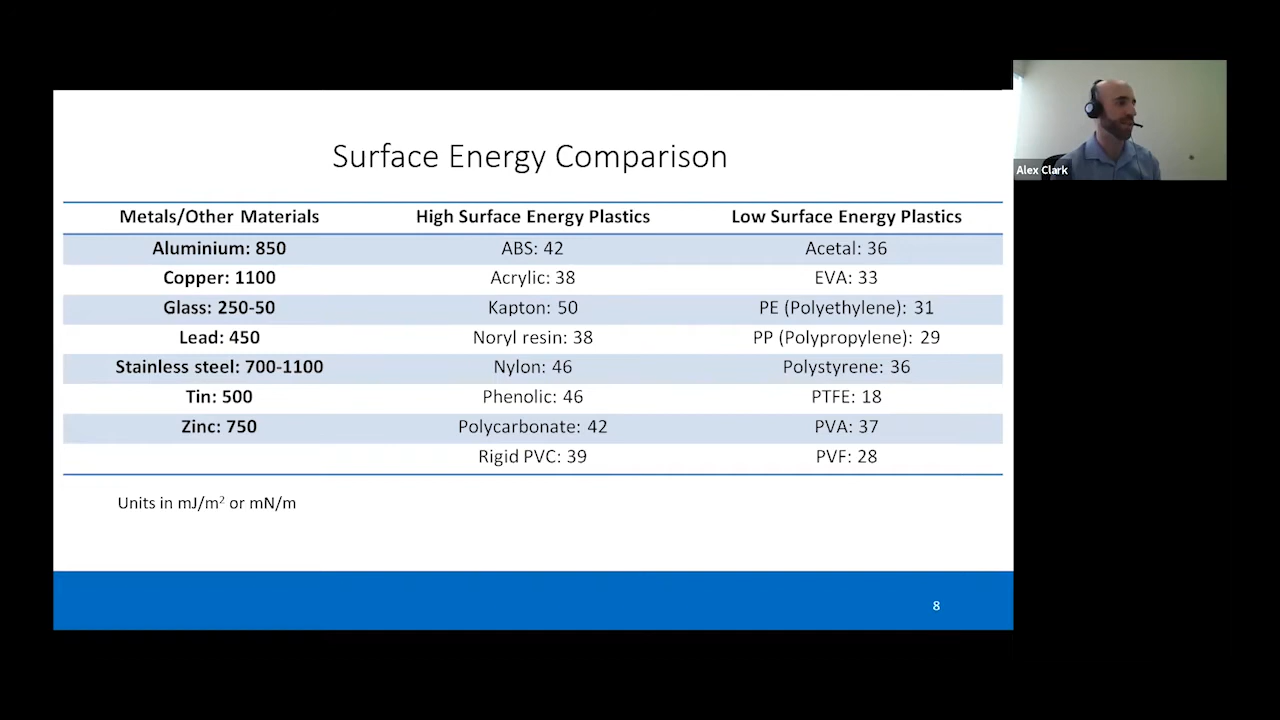 Surface Energy Comparison
Metals/Other Materials High Surface Energy Plastics Low Surface Energy Plastics
Aluminium: 850 ABS: 42 Acetal: 36
Copper: 1100 Acrylic: 38 EVA: 33
Glass: 250-50 Kapton: 50 PE (Polyethylene): 31
Lead: 450 Noryl resin: 38 PP (Polypropylene): 29
Stainless steel: 700-1100 Nylon: 46 Polystyrene: 36
Tin: 500 Phenolic: 46 PTFE: 18
Zinc: 750 Polycarbonate: 42 PVA: 37
Rigid PVC: 39 PVF: 28
Units in mJ/m² or mN/m
8
Alex Clark